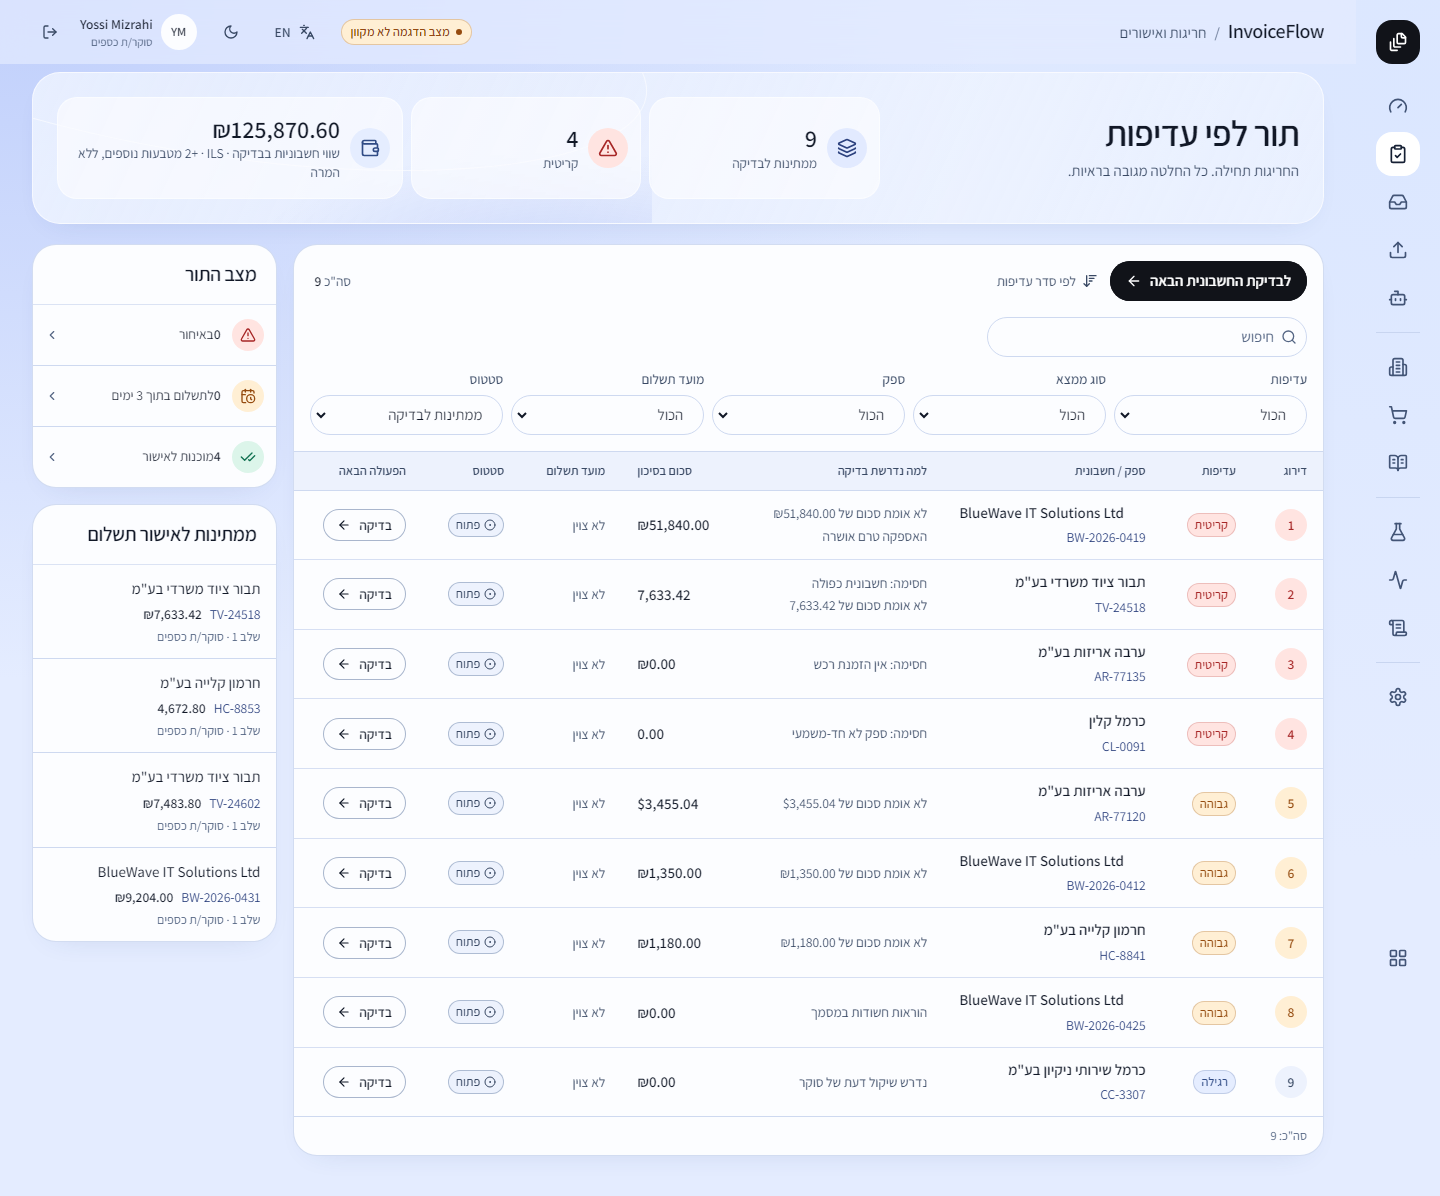 InvoiceFlow / חריגות ואישורים
מצב הדגמה לא מקוון
EN
YM
Yossi Mizrahi
סוקר/ת כספים
תור לפי עדיפות
החריגות תחילה. כל החלטה מגובה בראיות.
9
ממתינות לבדיקה
4
קריטית
₪125,870.60
שווי חשבוניות בבדיקה · ILS · +2 מטבעות נוספים, ללא
המרה
לבדיקת החשבונית הבאה
לפי סדר עדיפות
סה"כ 9
חיפוש
עדיפות סוג ממצא ספק מועד תשלום סטטוס
הכול הכול הכול הכול ממתינות לבדיקה
דירוג עדיפות ספק / חשבונית למה נדרשת בדיקה סכום בסיכון מועד תשלום סטטוס הפעולה הבאה
1 קריטית BlueWave IT Solutions Ltd לא אומת סכום של ₪51,840.00 ₪51,840.00 לא צוין פתוח בדיקה
BW-2026-0419 האספקה טרם אושרה
2 קריטית תבור ציוד משרדי בע"מ חסימה: חשבונית כפולה 7,633.42 לא צוין פתוח בדיקה
TV-24518 לא אומת סכום של 7,633.42
3 קריטית ערבה אריזות בע"מ חסימה: אין הזמנת רכש ₪0.00 לא צוין פתוח בדיקה
AR-77135
4 קריטית כרמל קלין חסימה: ספק לא חד-משמעי 0.00 לא צוין פתוח בדיקה
CL-0091
5 גבוהה ערבה אריזות בע"מ לא אומת סכום של $3,455.04 $3,455.04 לא צוין פתוח בדיקה
AR-77120
6 גבוהה BlueWave IT Solutions Ltd לא אומת סכום של ₪1,350.00 ₪1,350.00 לא צוין פתוח בדיקה
BW-2026-0412
7 גבוהה חרמון קלייה בע"מ לא אומת סכום של ₪1,180.00 ₪1,180.00 לא צוין פתוח בדיקה
HC-8841
8 גבוהה BlueWave IT Solutions Ltd הוראות חשודות במסמך ₪0.00 לא צוין פתוח בדיקה
BW-2026-0425
9 רגילה כרמל שירותי ניקיון בע"מ נדרש שיקול דעת של סוקר ₪0.00 לא צוין פתוח בדיקה
CC-3307
סה"כ: 9
מצב התור
0באיחור
0לתשלום בתוך 3 ימים
4מוכנות לאישור
ממתינות לאישור תשלום
תבור ציוד משרדי בע"מ
TV-24518 ₪7,633.42
שלב 1 · סוקר/ת כספים
חרמון קלייה בע"מ
HC-8853 4,672.80
שלב 1 · סוקר/ת כספים
תבור ציוד משרדי בע"מ
TV-24602 ₪7,483.80
שלב 1 · סוקר/ת כספים
BlueWave IT Solutions Ltd
BW-2026-0431 ₪9,204.00
שלב 1 · סוקר/ת כספים